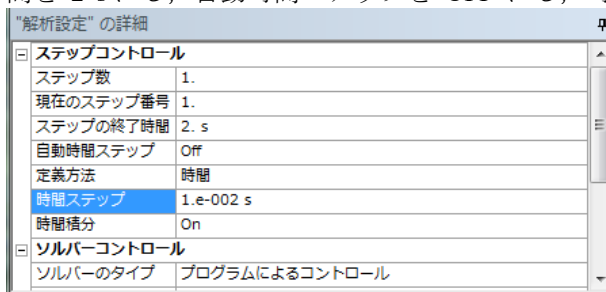 "解析設定" の詳細
ステップコントロール
ステップ数 1.
現在のステップ番号 1.
ステップの終了時間 2. s
自動時間ステップ Off
定義方法 時間
時間ステップ 1.e-002 s
時間積分 On
ソルバーコントロール
ソルバーのタイプ プログラムによるコントロール